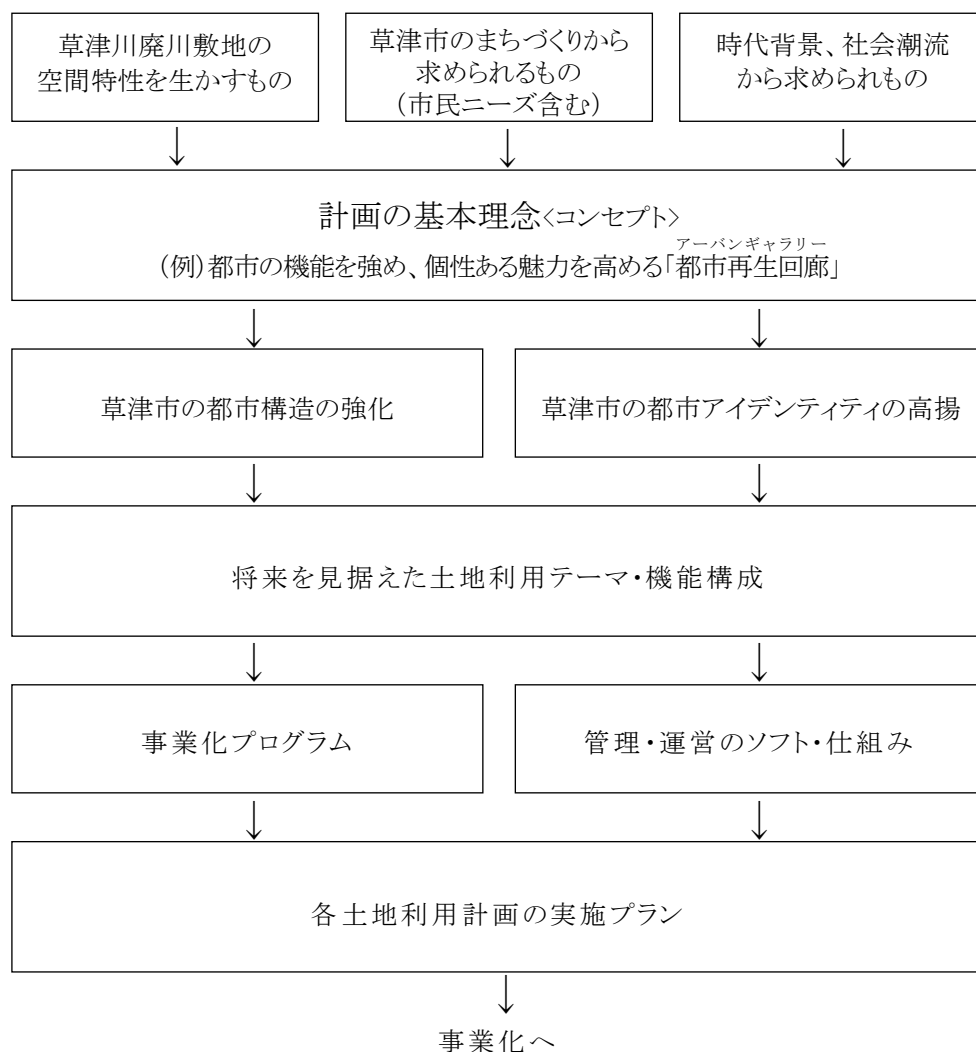 草津川廃川敷地の
空間特性を生かすもの
草津市のまちづくりから
求められるもの
（市民ニーズ含む）
時代背景、社会潮流
から求められもの
計画の基本理念<コンセプト>
アーバンギャラリー
（例）都市の機能を強め、個性ある魅力を高める「都市再生回廊」
草津市の都市構造の強化
草津市の都市アイデンティティの高揚
将来を見据えた土地利用テーマ・機能構成
事業化プログラム
管理・運営のソフト・仕組み
各土地利用計画の実施プラン
事業化へ